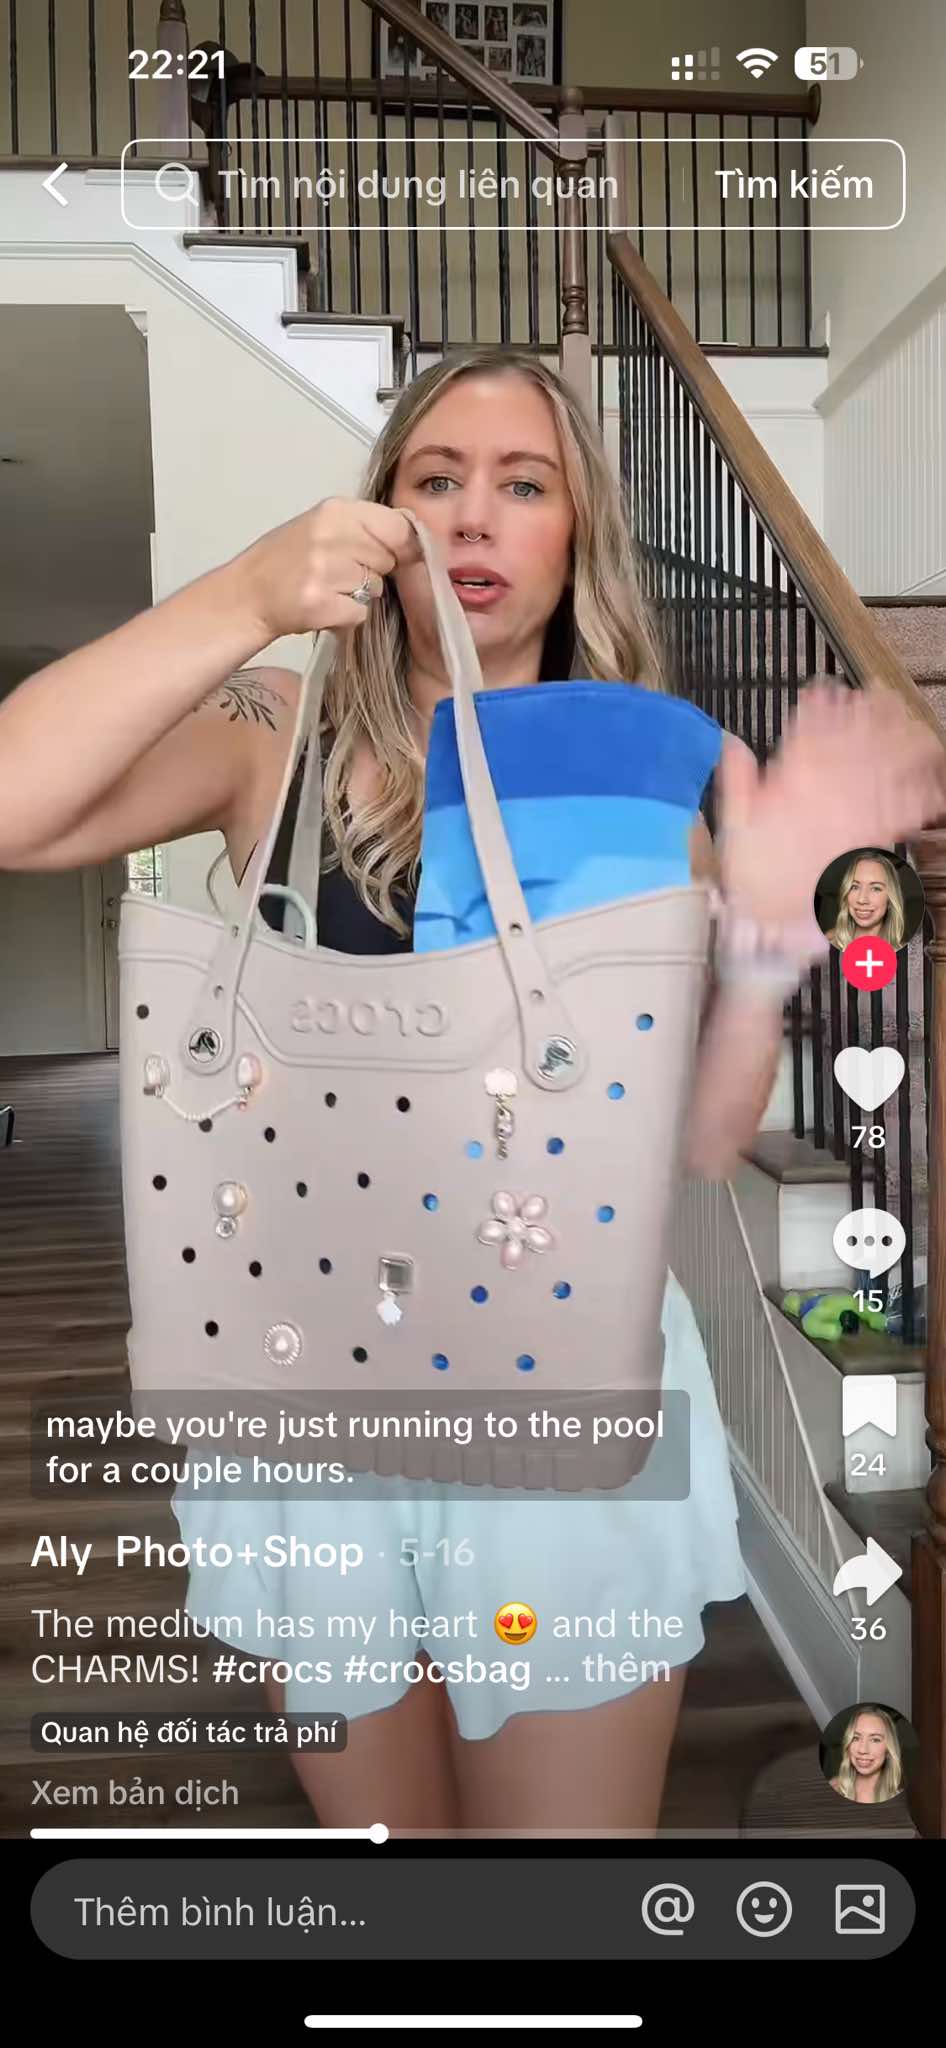 22:21
51
Tìm nội dung liên quan
Tìm kiếm
crocs
78
15
24
36
maybe you're just running to the pool
for a couple hours.
Aly Photo+Shop · 5-16
The medium has my heart 😍 and the
CHARMS! #crocs #crocsbag ... thêm
Quan hệ đối tác trả phí
Xem bản dịch
Thêm bình luận...